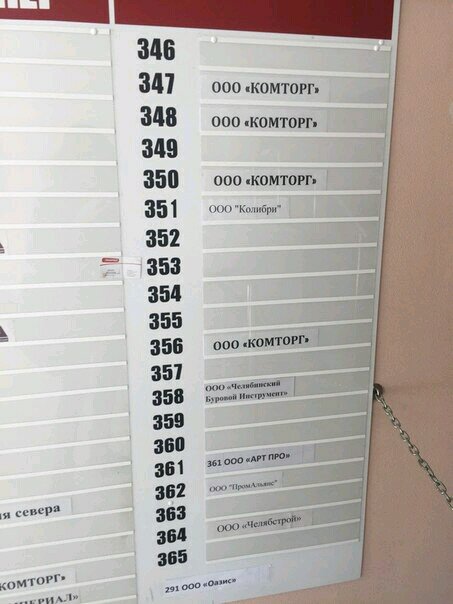 346
347 ООО «КОМТОРГ»
348 ООО «КОМТОРГ»
349
350 ООО «КОМТОРГ»
351 ООО "Колибри"
352
353
354
355
356 ООО «КОМТОРГ»
357
358 ООО «Челябинский
Буровой Инструмент»
359
360
361 361 ООО «АРТ ПРО»
362 ООО "ПромАльянс"
363
ООО «Челябстрой»
364
365
291 ООО «Оазис»
севера
КОМТОРГ»